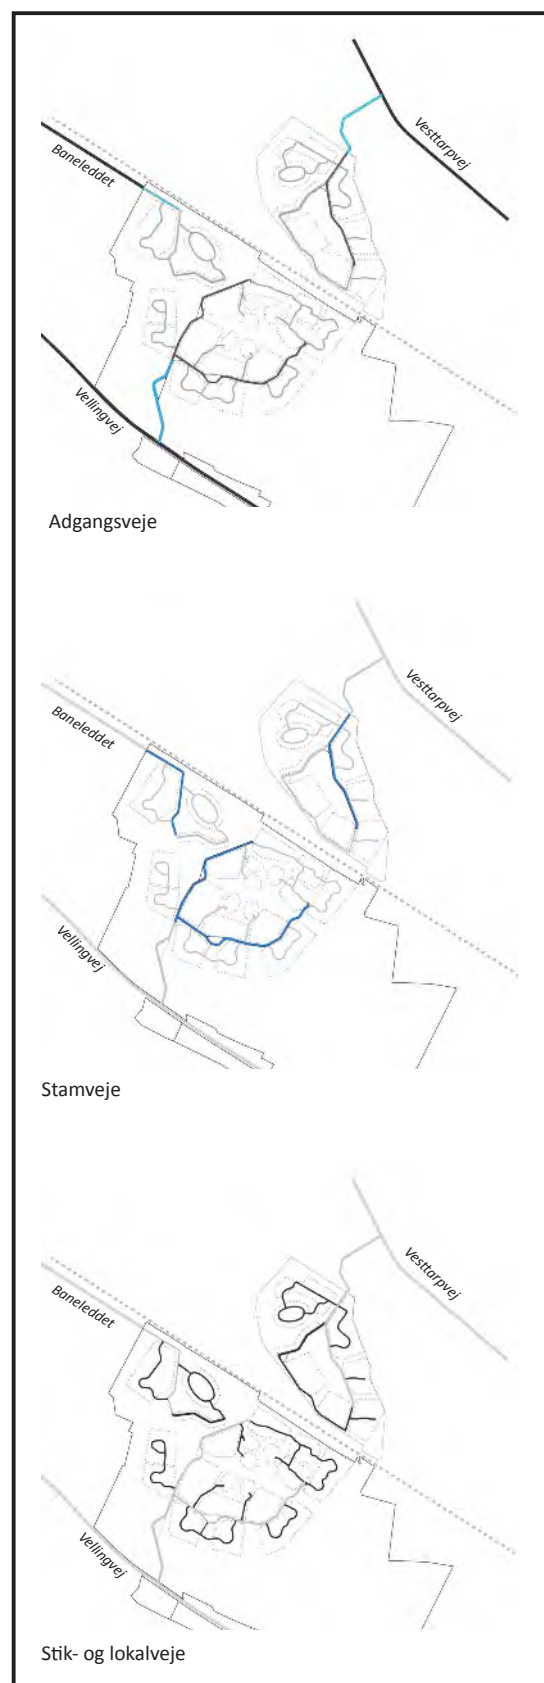 Vesttarpvej
Baneleddet
Vellingvej
Adgangsveje
Vesttarpvej
Baneleddet
Vellingvej
Stamveje
Vesttarpvej
Baneleddet
Vellingvej
Stik- og lokalveje